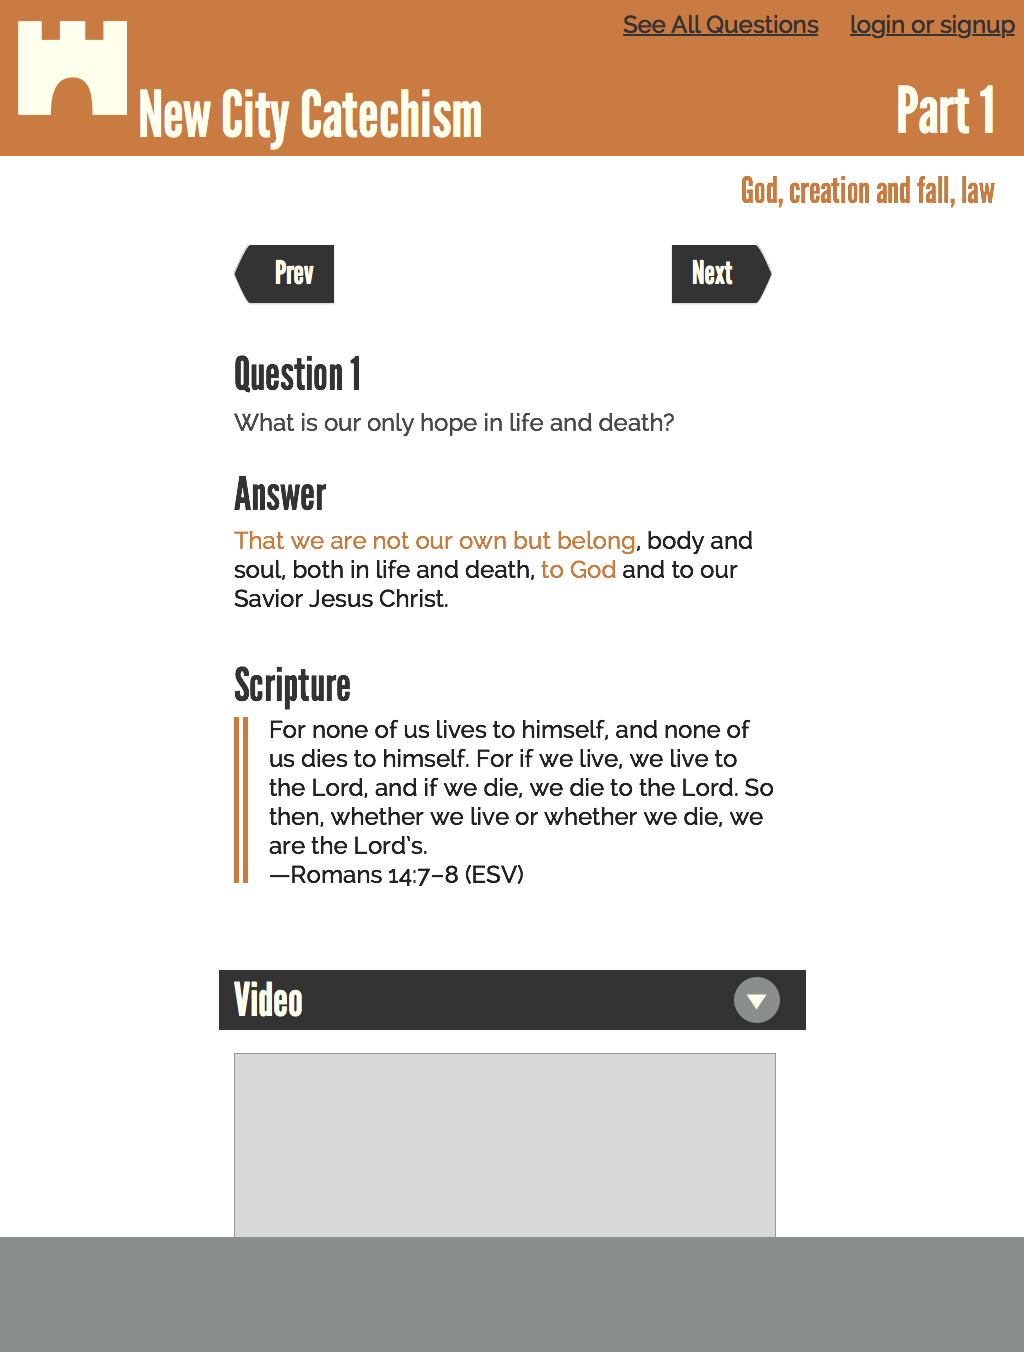 See All Questions login or signup
New City Catechism
Part 1
God, creation and fall, law
Prev
Next
Question 1
What is our only hope in life and death?
Answer
That we are not our own but belong, body and
soul, both in life and death, to God and to our
Savior Jesus Christ.
Scripture
For none of us lives to himself, and none of
us dies to himself. For if we live, we live to
the Lord, and if we die, we die to the Lord. So
then, whether we live or whether we die, we
are the Lord's.
—Romans 14:7–8 (ESV)
Video